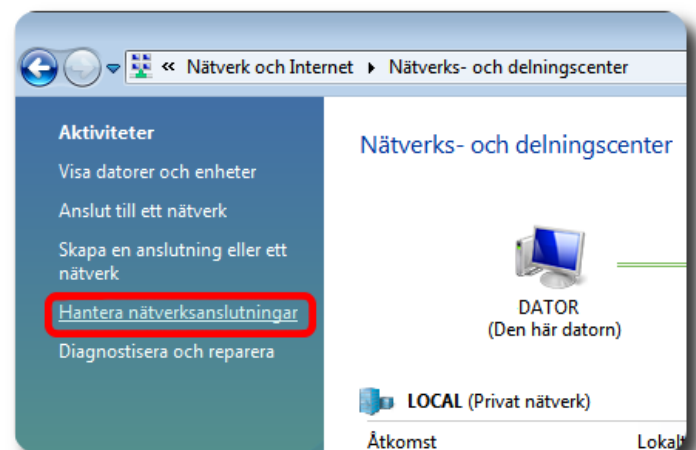 « Nätverk och Internet ▸ Nätverks- och delningscenter
Aktiviteter
Visa datorer och enheter
Anslut till ett nätverk
Skapa en anslutning eller ett
nätverk
Hantera nätverksanslutningar
Diagnostisera och reparera
Nätverks- och delningscenter
DATOR
(Den här datorn)
LOCAL (Privat nätverk)
Åtkomst